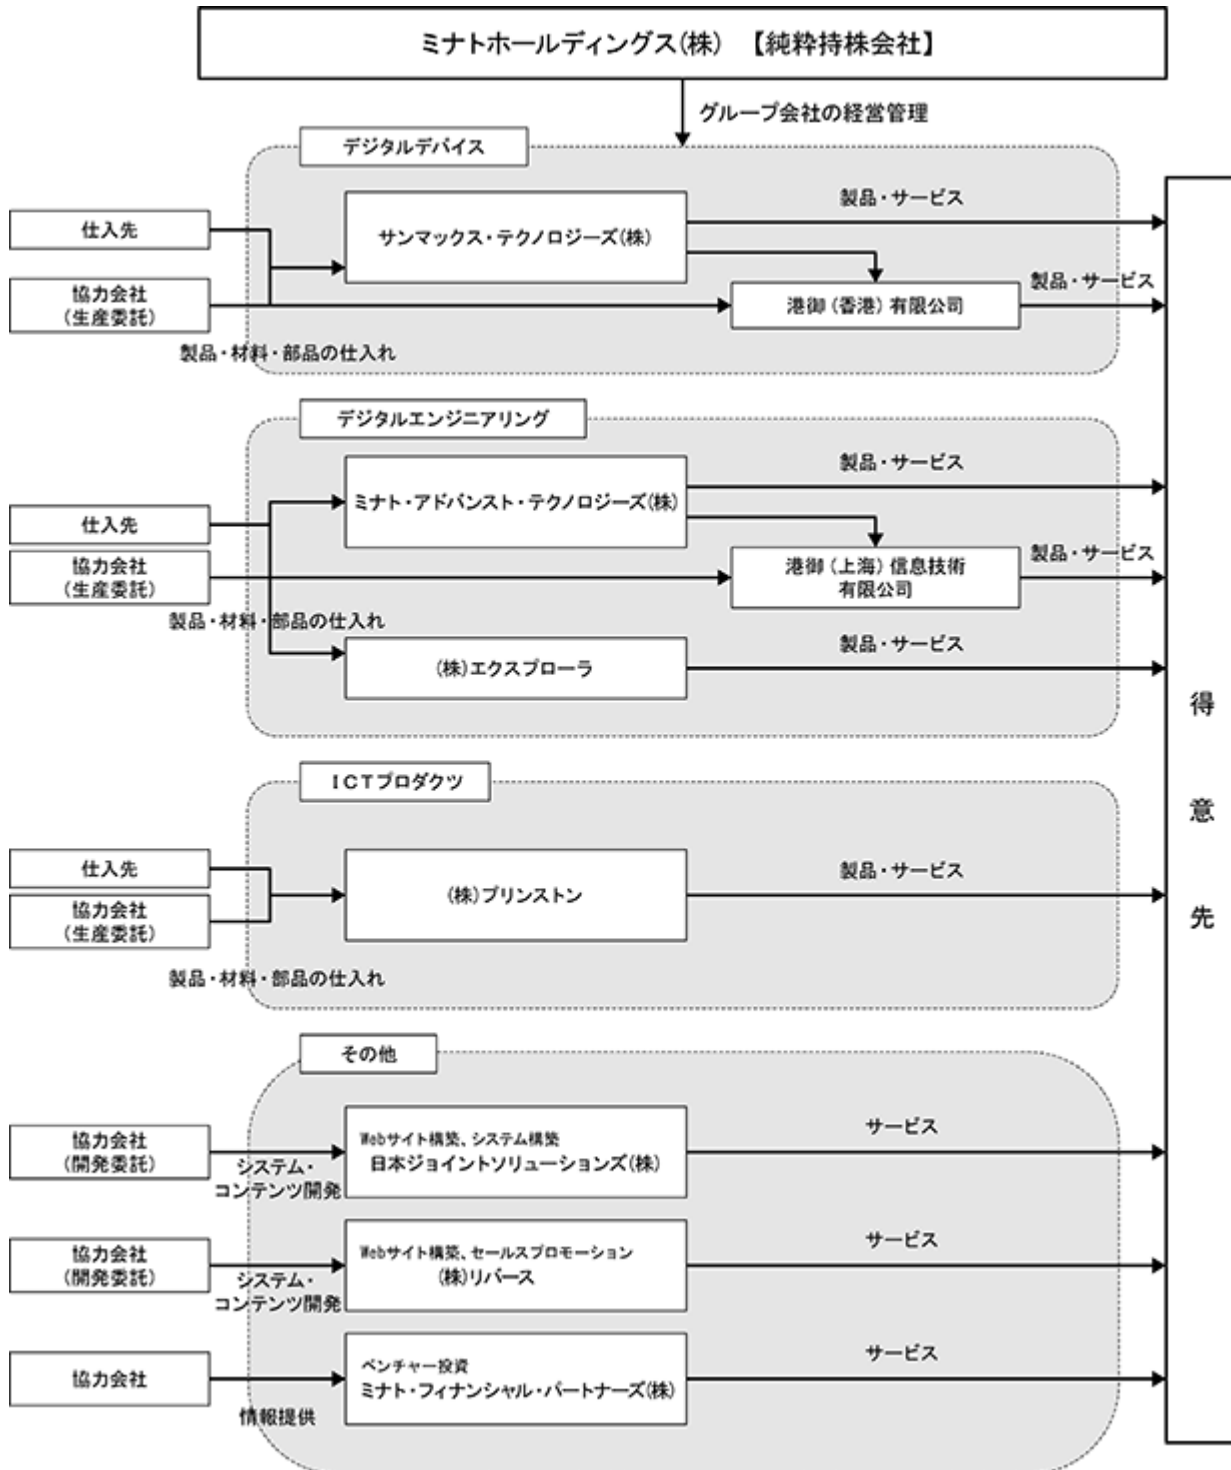 ミナトホールディングス(株) 【純粋持株会社】
グループ会社の経営管理
デジタルデバイス
製品・サービス
仕入先
サンマックス・テクノロジーズ(株)
協力会社
(生産委託)
港御(香港)有限公司
製品・サービス
製品・材料・部品の仕入れ
デジタルエンジニアリング
製品・サービス
ミナト・アドバンスト・テクノロジーズ(株)
仕入先
協力会社
(生産委託)
港御(上海)信息技術
有限公司
製品・サービス
製品・材料・部品の仕入れ
(株)エクスプローラ
製品・サービス
得
意
先
ICTプロダクツ
仕入先
協力会社
(生産委託)
(株)プリンストン
製品・サービス
製品・材料・部品の仕入れ
その他
協力会社
(開発委託)
システム・
コンテンツ開発
Webサイト構築、システム構築
日本ジョイントソリューションズ(株)
サービス
協力会社
(開発委託)
システム・
コンテンツ開発
Webサイト構築、セールスプロモーション
(株)リバース
サービス
協力会社
情報提供
ベンチャー投資
ミナト・フィナンシャル・パートナーズ(株)
サービス